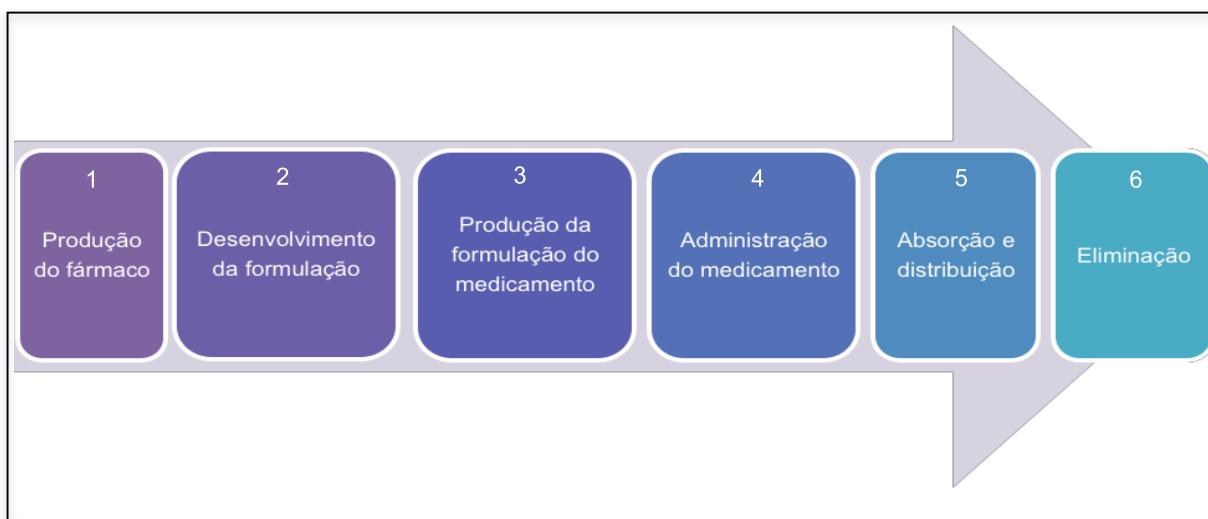 1
Produção
do fármaco
2
Desenvolvimento
da formulação
3
Produção da
formulação do
medicamento
4
Administração
do medicamento
5
Absorção e
distribuição
6
Eliminação